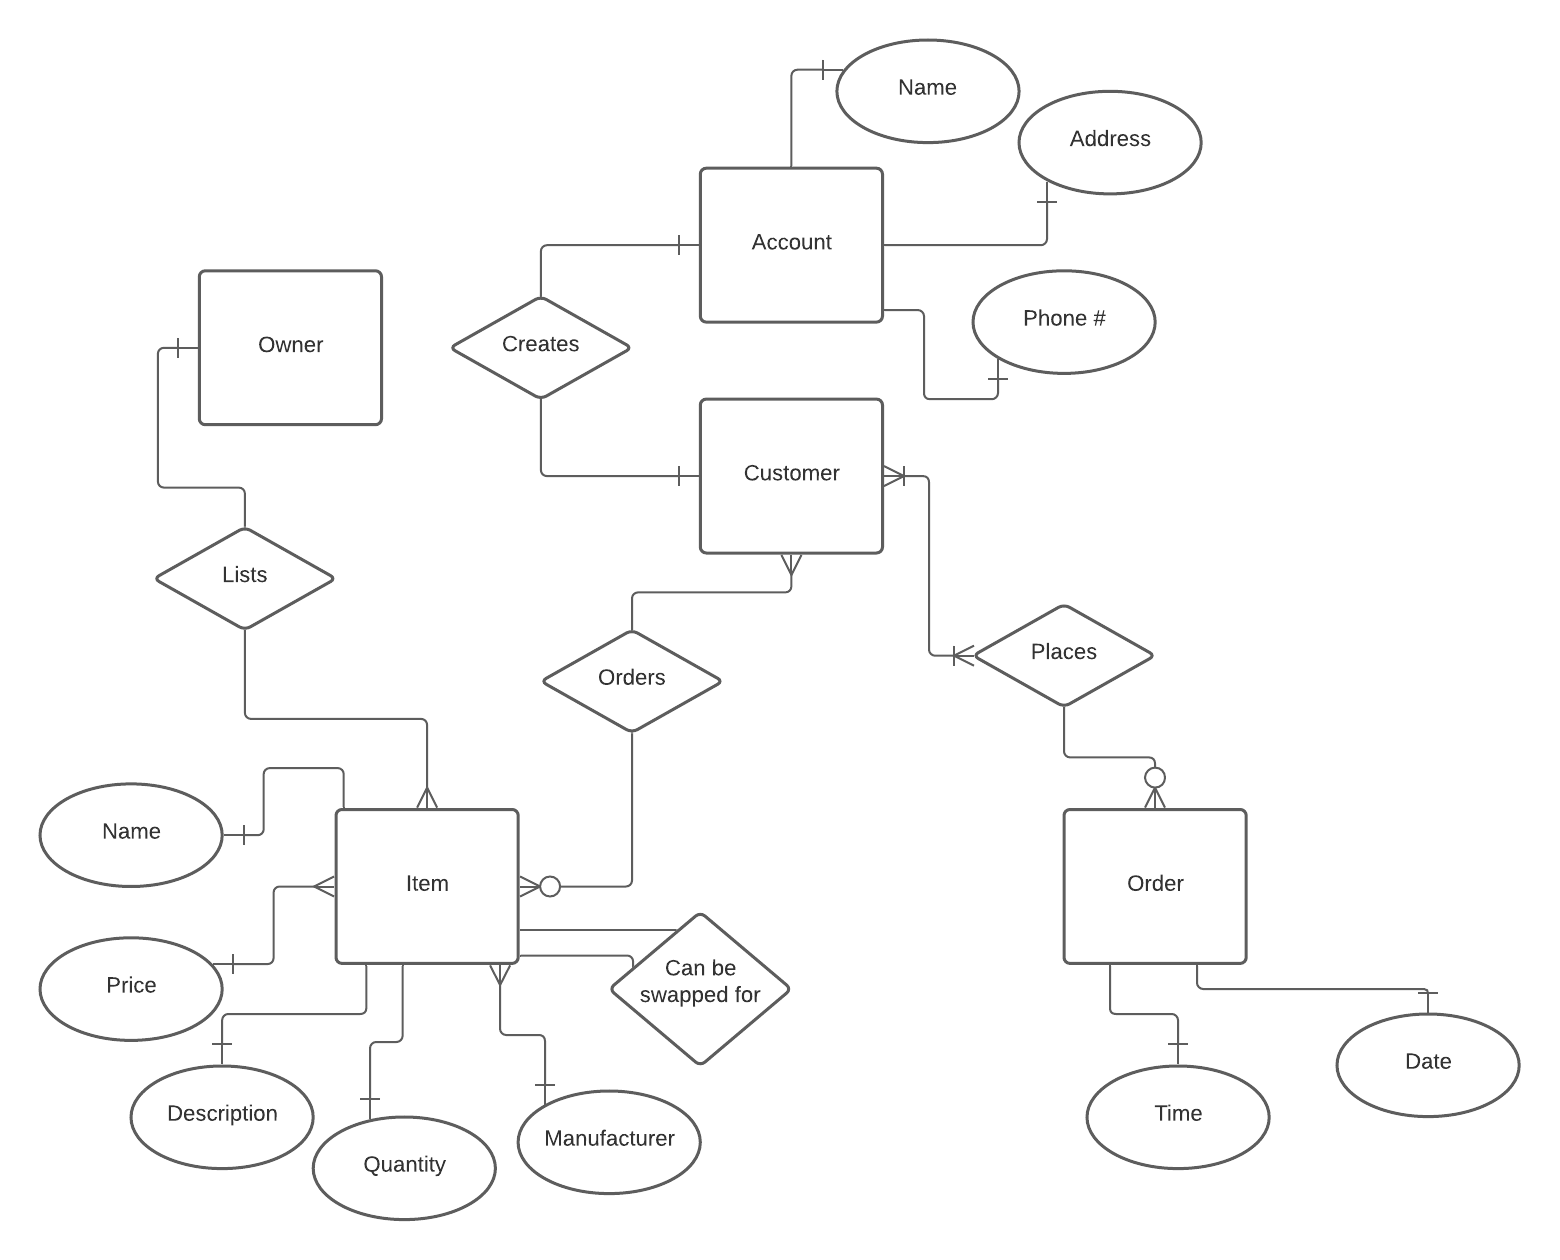 Name
Address
Account
Phone #
Owner
Creates
Customer
Lists
Places
Orders
Name
Item
Order
Can be
swapped for
Price
Date
Description
Time
Manufacturer
Quantity